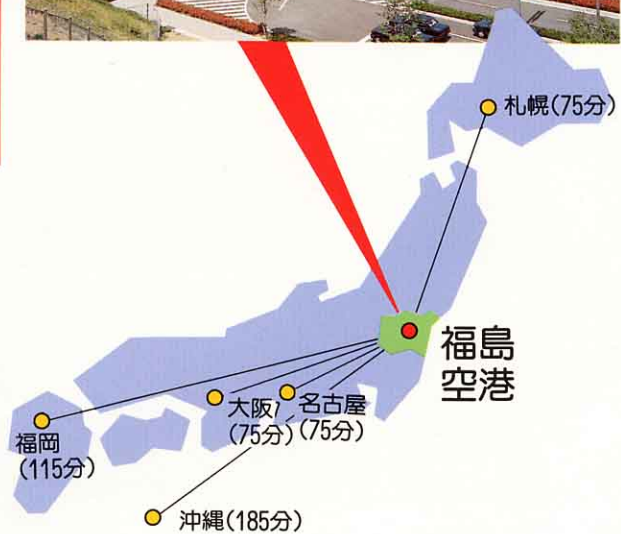 札幌(75分)
福島
空港
大阪
(75分)
名古屋
(75分)
福岡
(115分)
沖縄(185分)